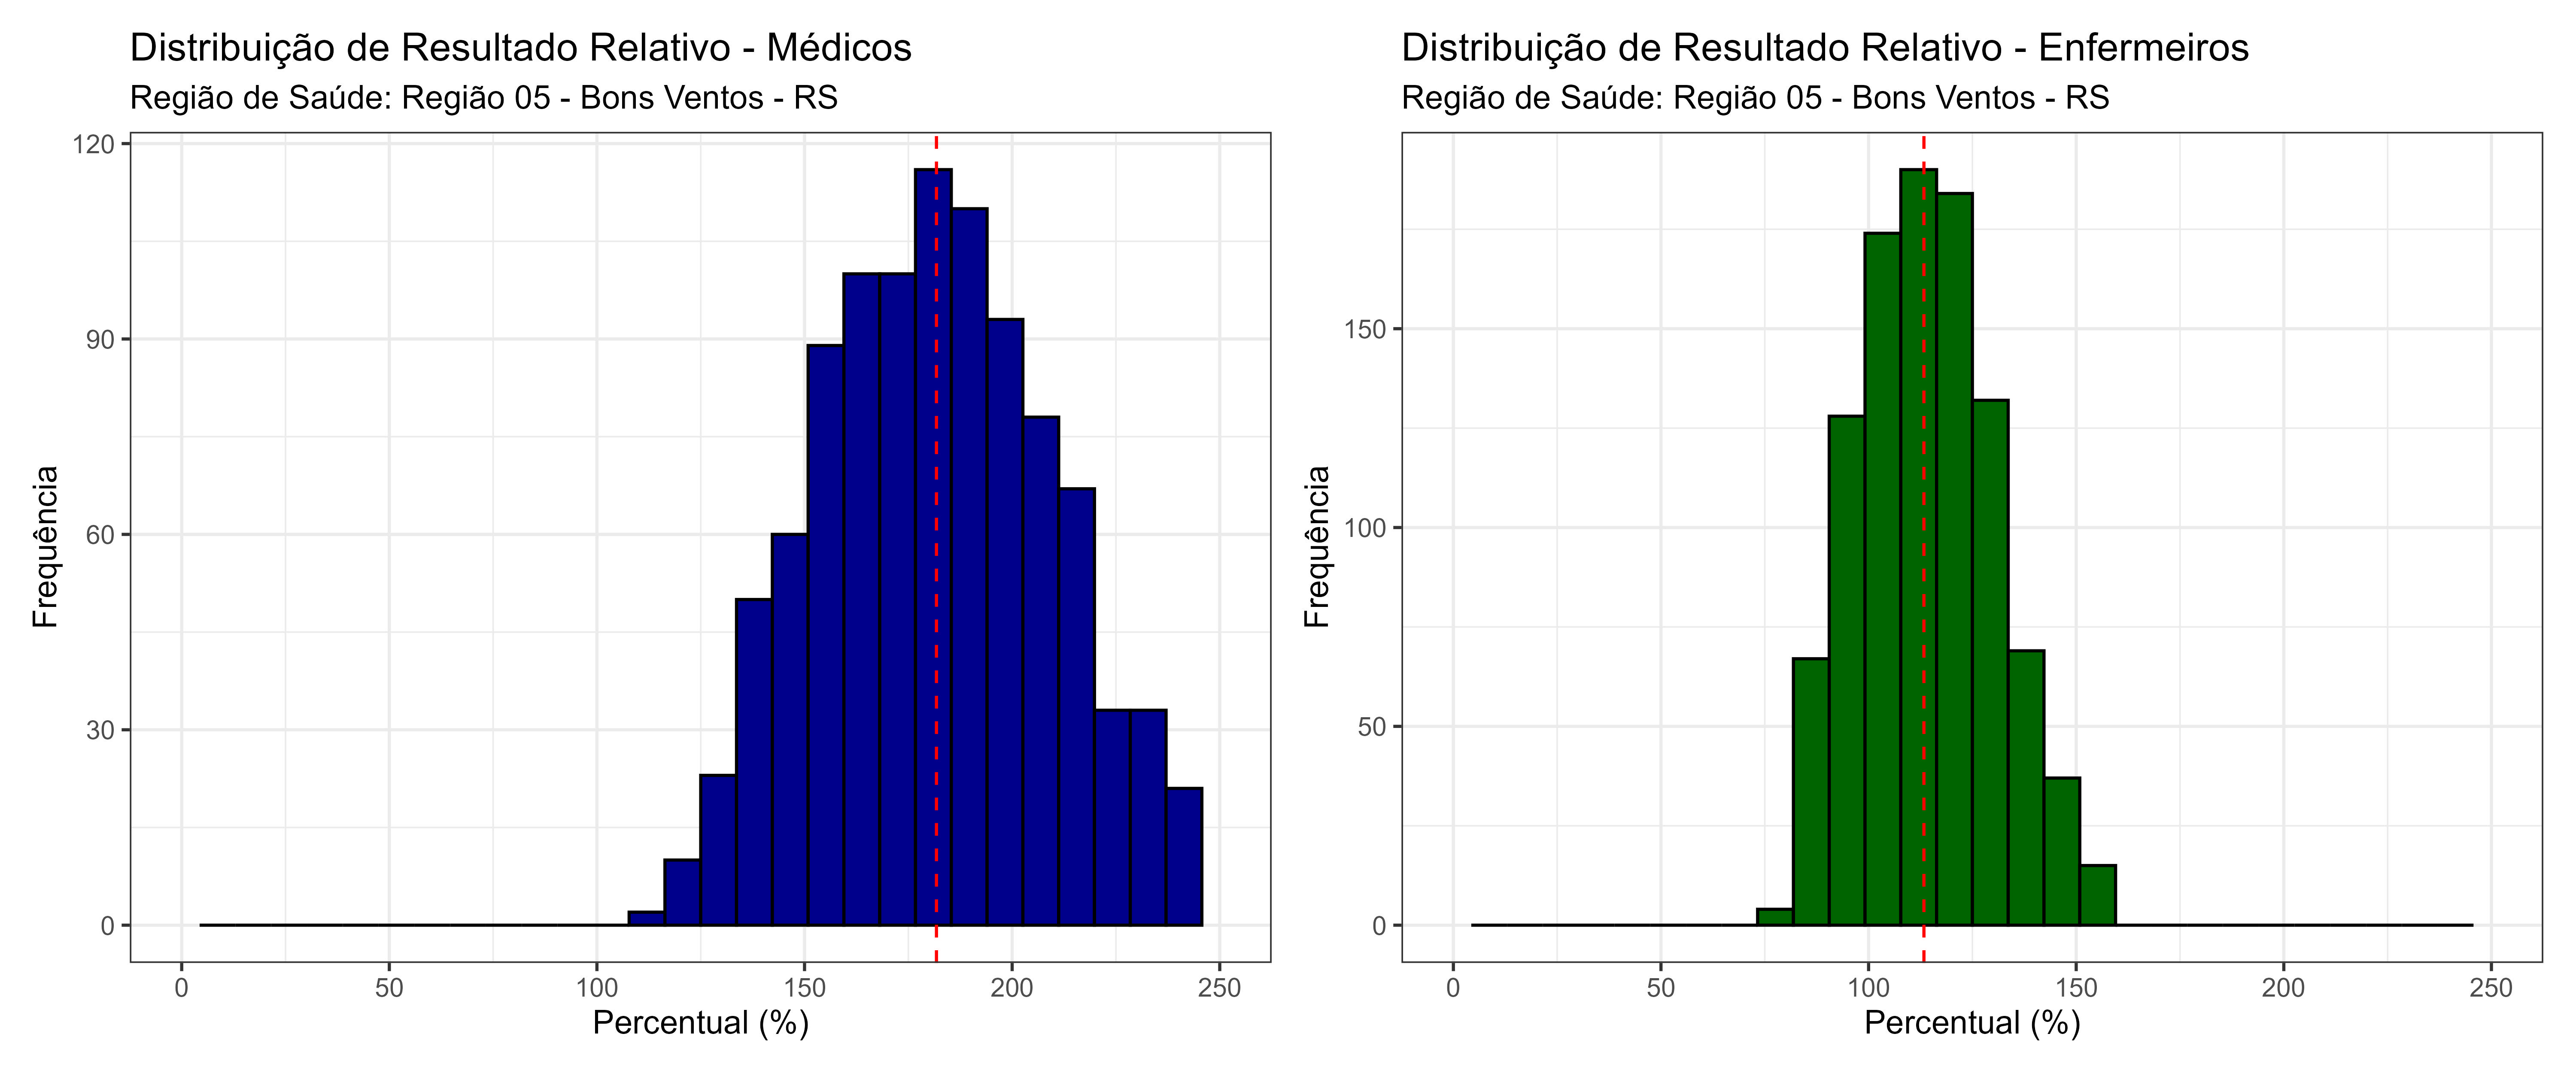 Distribuição de Resultado Relativo - Médicos
Região de Saúde: Região 05 - Bons Ventos - RS
120
90
60
30
0
Frequência
0 50 100 150 200 250
Percentual (%)
Distribuição de Resultado Relativo - Enfermeiros
Região de Saúde: Região 05 - Bons Ventos - RS
150
100
50
0
Frequência
0 50 100 150 200 250
Percentual (%)